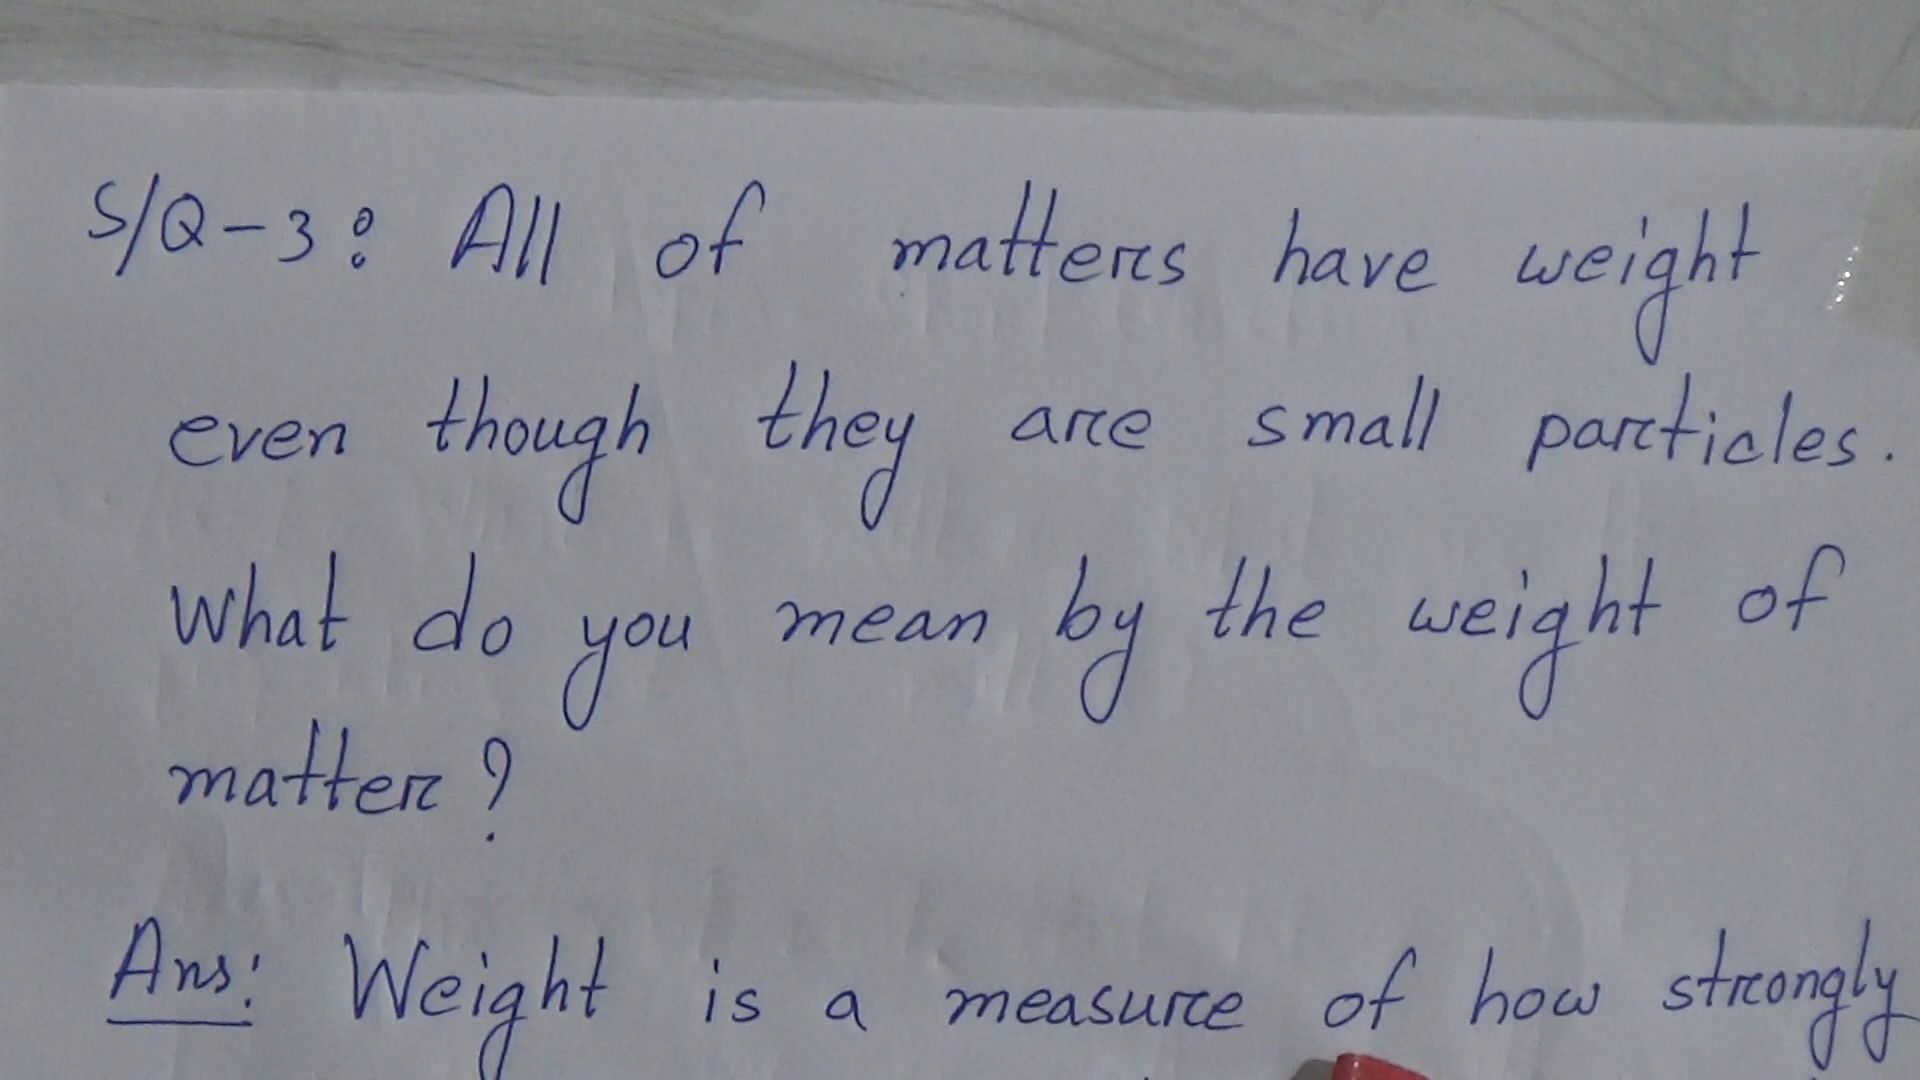 S/Q-3: All of matters have weight
even though they are small particles.
What do you mean by the weight of
matter?
Ans: Weight is a measure of how strongly